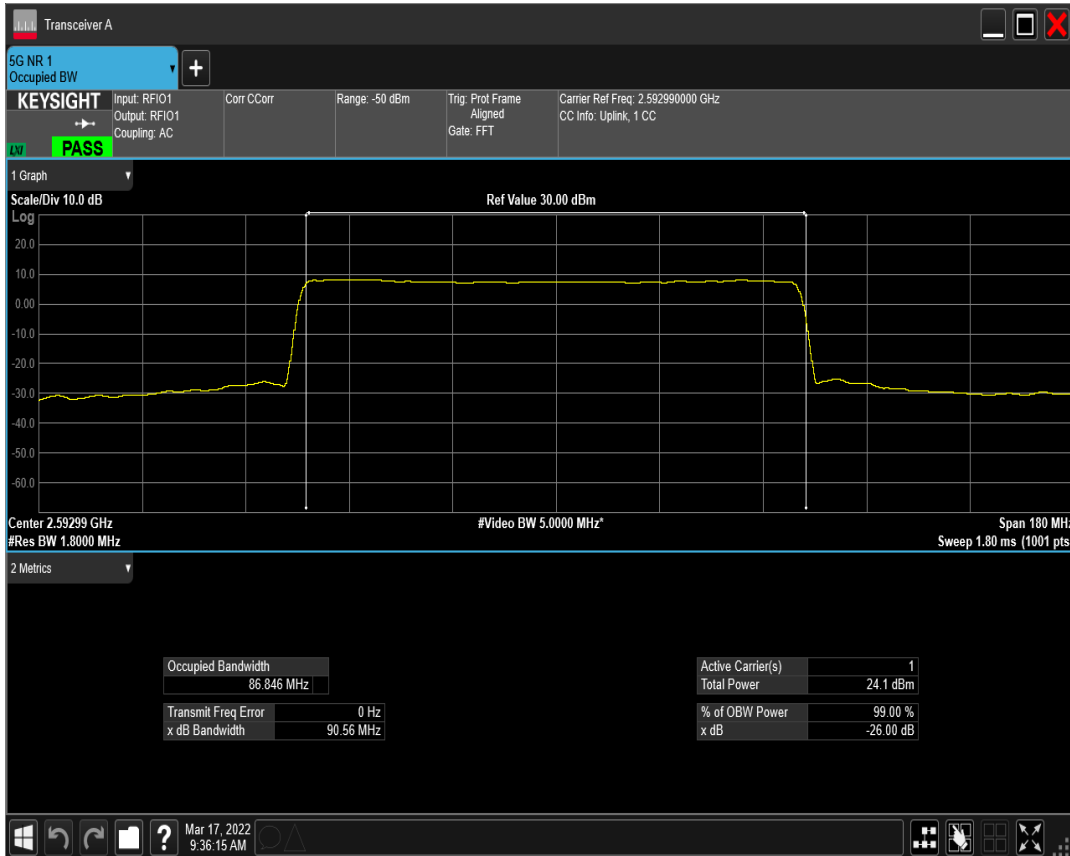 Transceiver A
5G NR 1
Occupied BW
+
KEYSIGHT
LXI
PASS
Input: RFIO1
Output: RFIO1
Coupling: AC
Corr CCorr
Range: -50 dBm
Trig: Prot Frame
Aligned
Gate: FFT
Carrier Ref Freq: 2.592990000 GHz
CC Info: Uplink, 1 CC
1 Graph
Scale/Div 10.0 dB
Ref Value 30.00 dBm
Log
20.0
10.0
0.00
-10.0
-20.0
-30.0
-40.0
-50.0
-60.0
Center 2.59299 GHz
#Video BW 5.0000 MHz*
Span 180 MHz
#Res BW 1.8000 MHz
Sweep 1.80 ms (1001 pts
2 Metrics
Occupied Bandwidth
86.846 MHz
Transmit Freq Error 0 Hz
x dB Bandwidth 90.56 MHz
Active Carrier(s) 1
Total Power 24.1 dBm
% of OBW Power 99.00 %
x dB -26.00 dB
?
Mar 17, 2022
9:36:15 AM